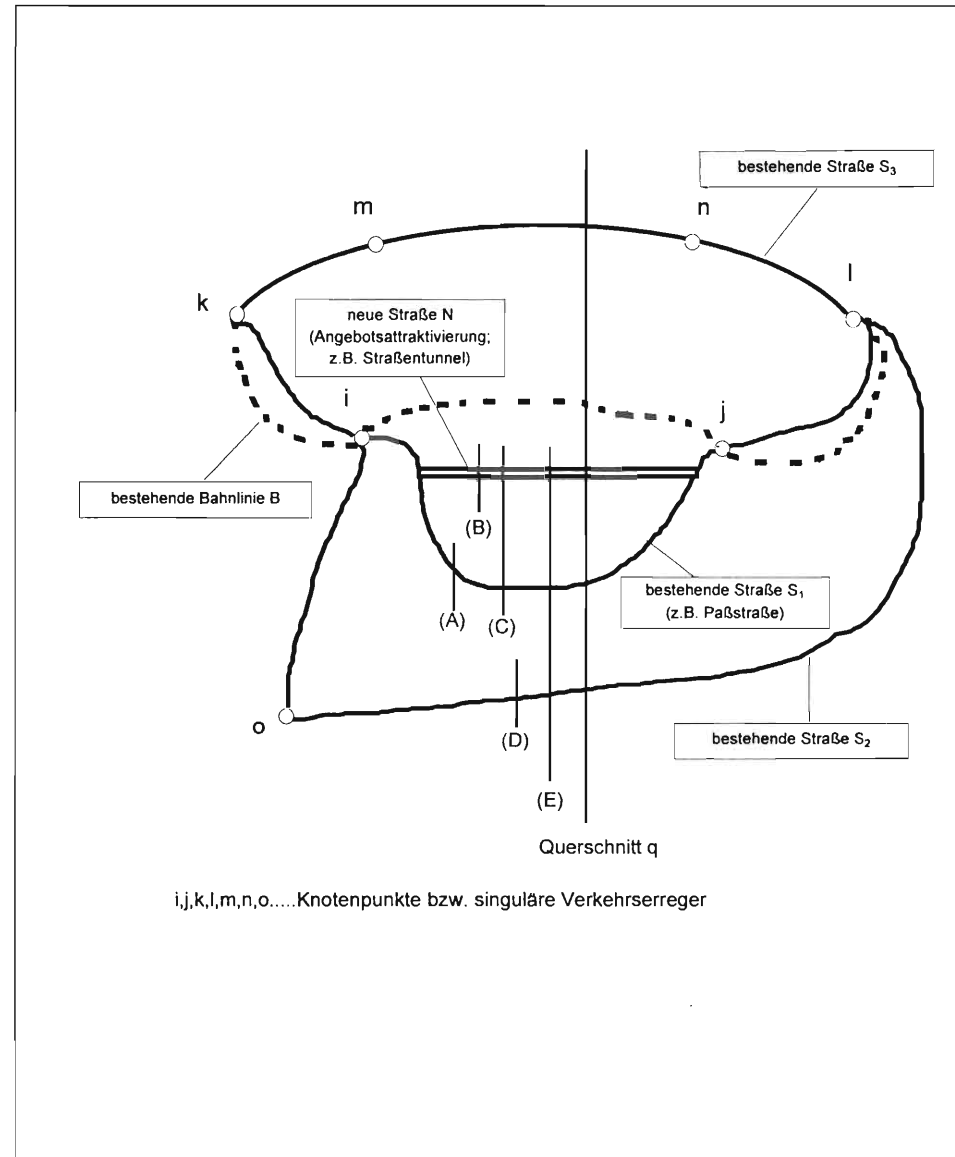 bestehende Straße S₃
m
n
l
k
neue Straße N
(Angebotsattraktivierung;
z.B. Straßentunnel)
i
j
bestehende Bahnlinie B
(B)
bestehende Straße S₁
(z.B. Paßstraße)
(A)
(C)
o
(D)
bestehende Straße S₂
(E)
Querschnitt q
i,j,k,l,m,n,o.....Knotenpunkte bzw. singuläre Verkehrserreger